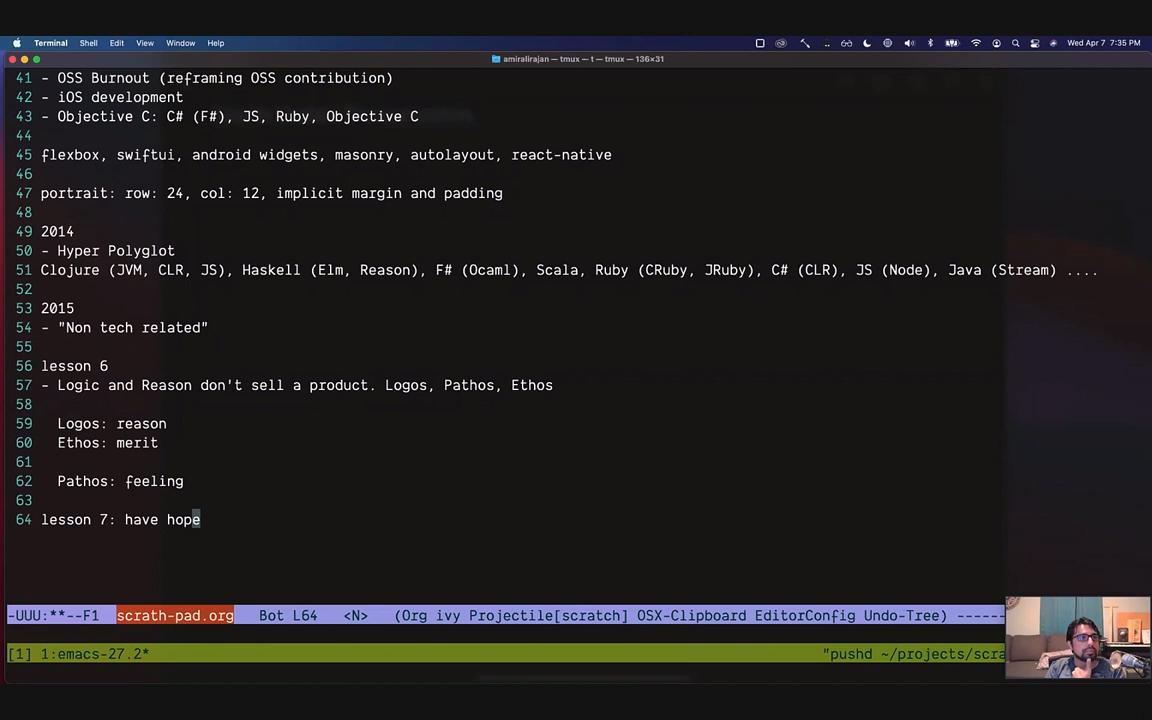 Terminal Shell Edit View Window Help Wed Apr 7 7:35 PM
amiralirajan — tmux — t — tmux — 136×31
41 - OSS Burnout (reframing OSS contribution)
42 - iOS development
43 - Objective C: C# (F#), JS, Ruby, Objective C
44
45 flexbox, swiftui, android widgets, masonry, autolayout, react-native
46
47 portrait: row: 24, col: 12, implicit margin and padding
48
49 2014
50 - Hyper Polyglot
51 Clojure (JVM, CLR, JS), Haskell (Elm, Reason), F# (Ocaml), Scala, Ruby (CRuby, JRuby), C# (CLR), JS (Node), Java (Stream) ....
52
53 2015
54 - "Non tech related"
55
56 lesson 6
57 - Logic and Reason don't sell a product. Logos, Pathos, Ethos
58
59 Logos: reason
60 Ethos: merit
61
62 Pathos: feeling
63
64 lesson 7: have hope
-UUU:**--F1 scrath-pad.org Bot L64 <N> (Org ivy Projectile[scratch] OSX-Clipboard EditorConfig Undo-Tree) ------
[1] 1:emacs-27.2* "pushd ~/projects/scra